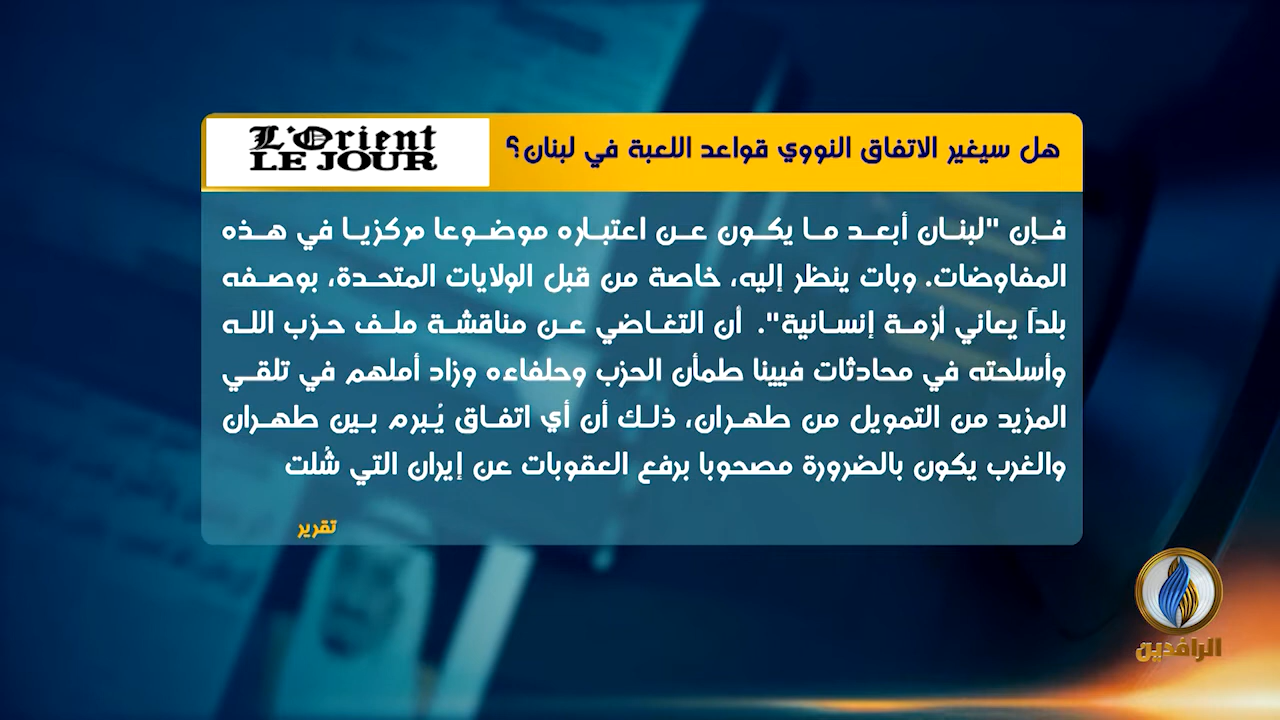 هل سيغير الاتفاق النووي قواعد اللعبة في لبنان؟
L'Orient
LE JOUR
فإن "لبنان أبعد ما يكون عن اعتباره موضوعا مركزيا في هذه
المفاوضات. وبات ينظر إليه، خاصة من قبل الولايات المتحدة، بوصفه
بلداً يعاني أزمة إنسانية". أن التغاضي عن مناقشة ملف حزب الله
وأسلحته في محادثات فيينا طمأن الحزب وحلفاءه وزاد أملهم في تلقي
المزيد من التمويل من طهران، ذلك أن أي اتفاق يُبرم بين طهران
والغرب يكون بالضرورة مصحوبا برفع العقوبات عن إيران التي شُلت
تقرير
الرافدين